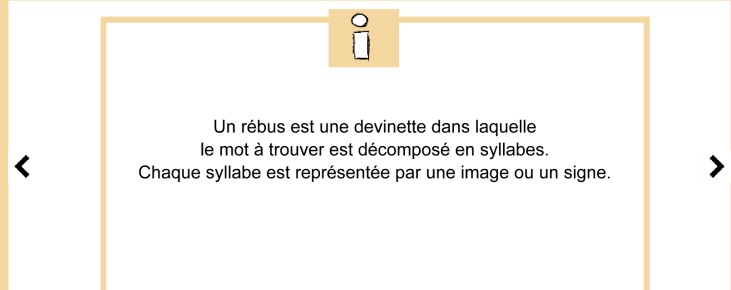 i
Un rébus est une devinette dans laquelle
le mot à trouver est décomposé en syllabes.
Chaque syllabe est représentée par une image ou un signe.